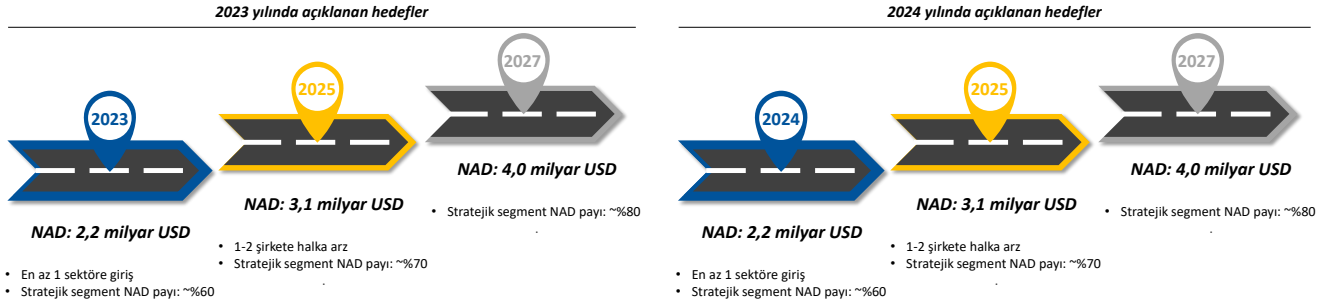 2023 yılında açıklanan hedefler
2023
2025
2027
NAD: 2,2 milyar USD
• En az 1 sektöre giriş
• Stratejik segment NAD payı: ~%60
NAD: 3,1 milyar USD
• 1-2 şirkete halka arz
• Stratejik segment NAD payı: ~%70
NAD: 4,0 milyar USD
• Stratejik segment NAD payı: ~%80
2024 yılında açıklanan hedefler
2024
2025
2027
NAD: 2,2 milyar USD
• En az 1 sektöre giriş
• Stratejik segment NAD payı: ~%60
NAD: 3,1 milyar USD
• 1-2 şirkete halka arz
• Stratejik segment NAD payı: ~%70
NAD: 4,0 milyar USD
• Stratejik segment NAD payı: ~%80